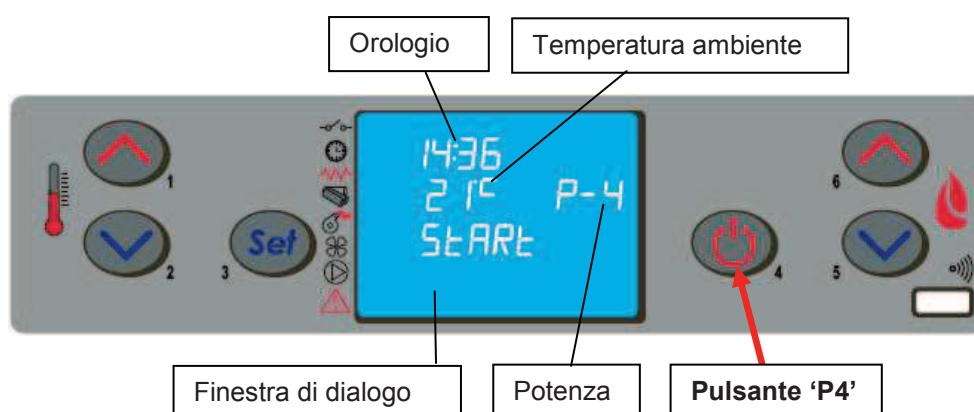 Orologio
Temperatura ambiente
14:36
21°C P-4
StARt
1
2
3
Set
4
5
6
Finestra di dialogo
Potenza
Pulsante ‘P4’